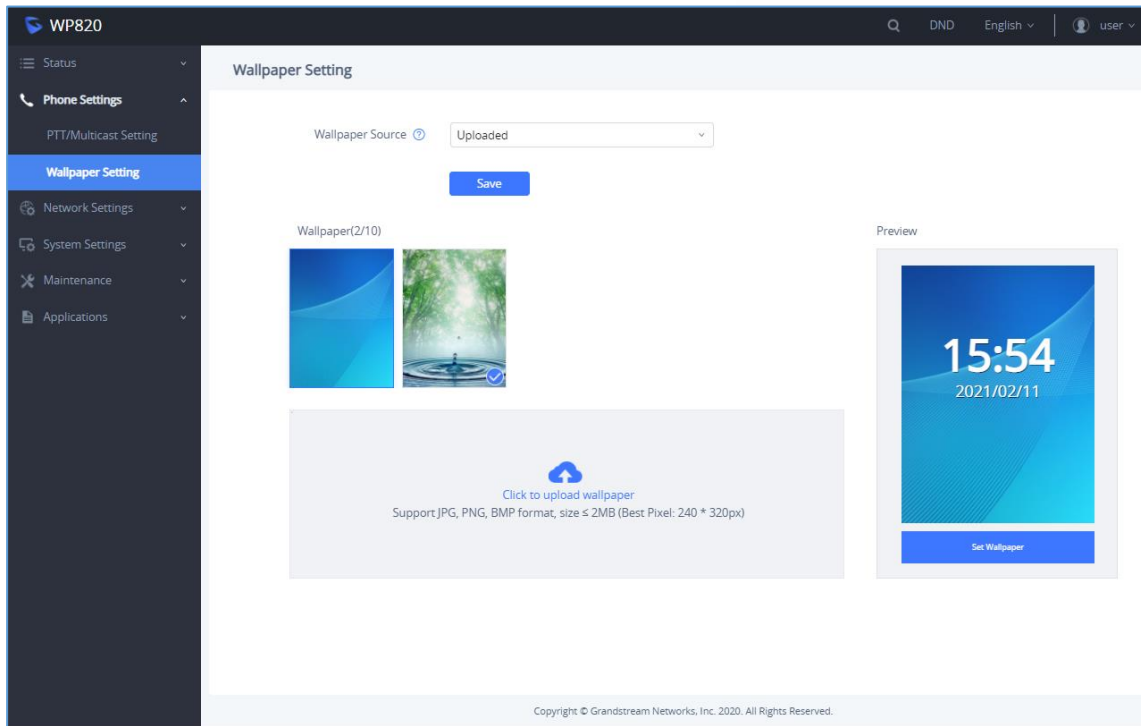 WP820
DND English user
Status
Phone Settings
PTT/Multicast Setting
Wallpaper Setting
Network Settings
System Settings
Maintenance
Applications
Wallpaper Setting
Wallpaper Source ? Uploaded
Save
Wallpaper(2/10)
Click to upload wallpaper
Support JPG, PNG, BMP format, size ≤ 2MB (Best Pixel: 240 * 320px)
Preview
15:54
2021/02/11
Set Wallpaper
Copyright © Grandstream Networks, Inc. 2020. All Rights Reserved.